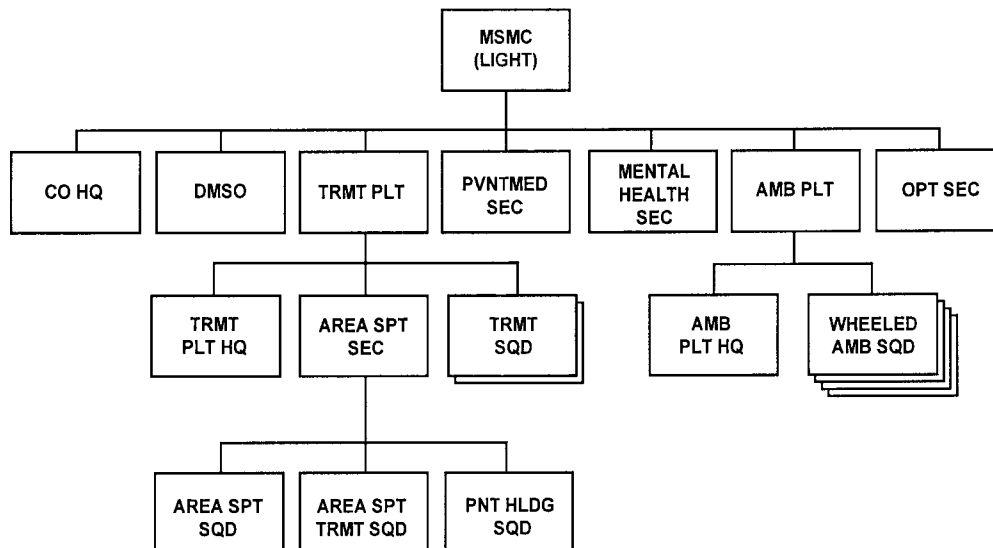 MSMC
(LIGHT)
CO HQ
DMSO
TRMT PLT
PVNTMED
SEC
MENTAL
HEALTH
SEC
AMB PLT
OPT SEC
TRMT
PLT HQ
AREA SPT
SEC
TRMT
SQD
AMB
PLT HQ
WHEELED
AMB SQD
AREA SPT
SQD
AREA SPT
TRMT SQD
PNT HLDG
SQD